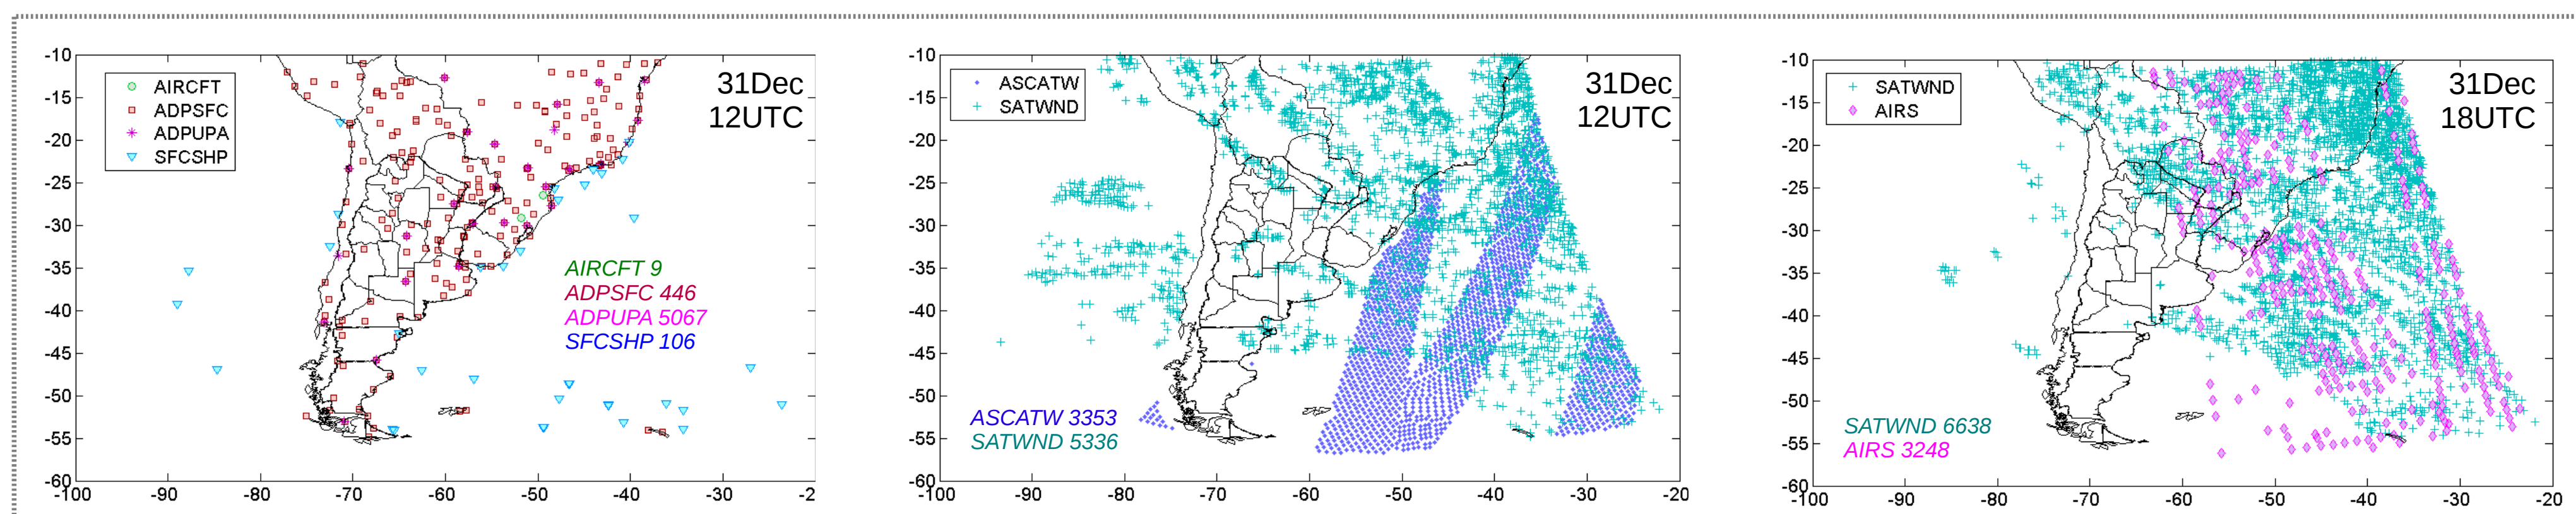 -10
-15
-20
-25
-30
-35
-40
-45
-50
-55
-60
-100
-90
-80
-70
-60
-50
-40
-30
-2
AIRCFT
ADPSFC
ADPUPA
SFCSHP
31Dec
12UTC
AIRCFT 9
ADPSFC 446
ADPUPA 5067
SFCSHP 106
-10
-15
-20
-25
-30
-35
-40
-45
-50
-55
-60
-100
-90
-80
-70
-60
-50
-40
-30
-20
ASCATW
SATWND
31Dec
12UTC
ASCATW 3353
SATWND 5336
-10
-15
-20
-25
-30
-35
-40
-45
-50
-55
-60
-100
-90
-80
-70
-60
-50
-40
-30
-20
SATWND
AIRS
31Dec
18UTC
SATWND 6638
AIRS 3248